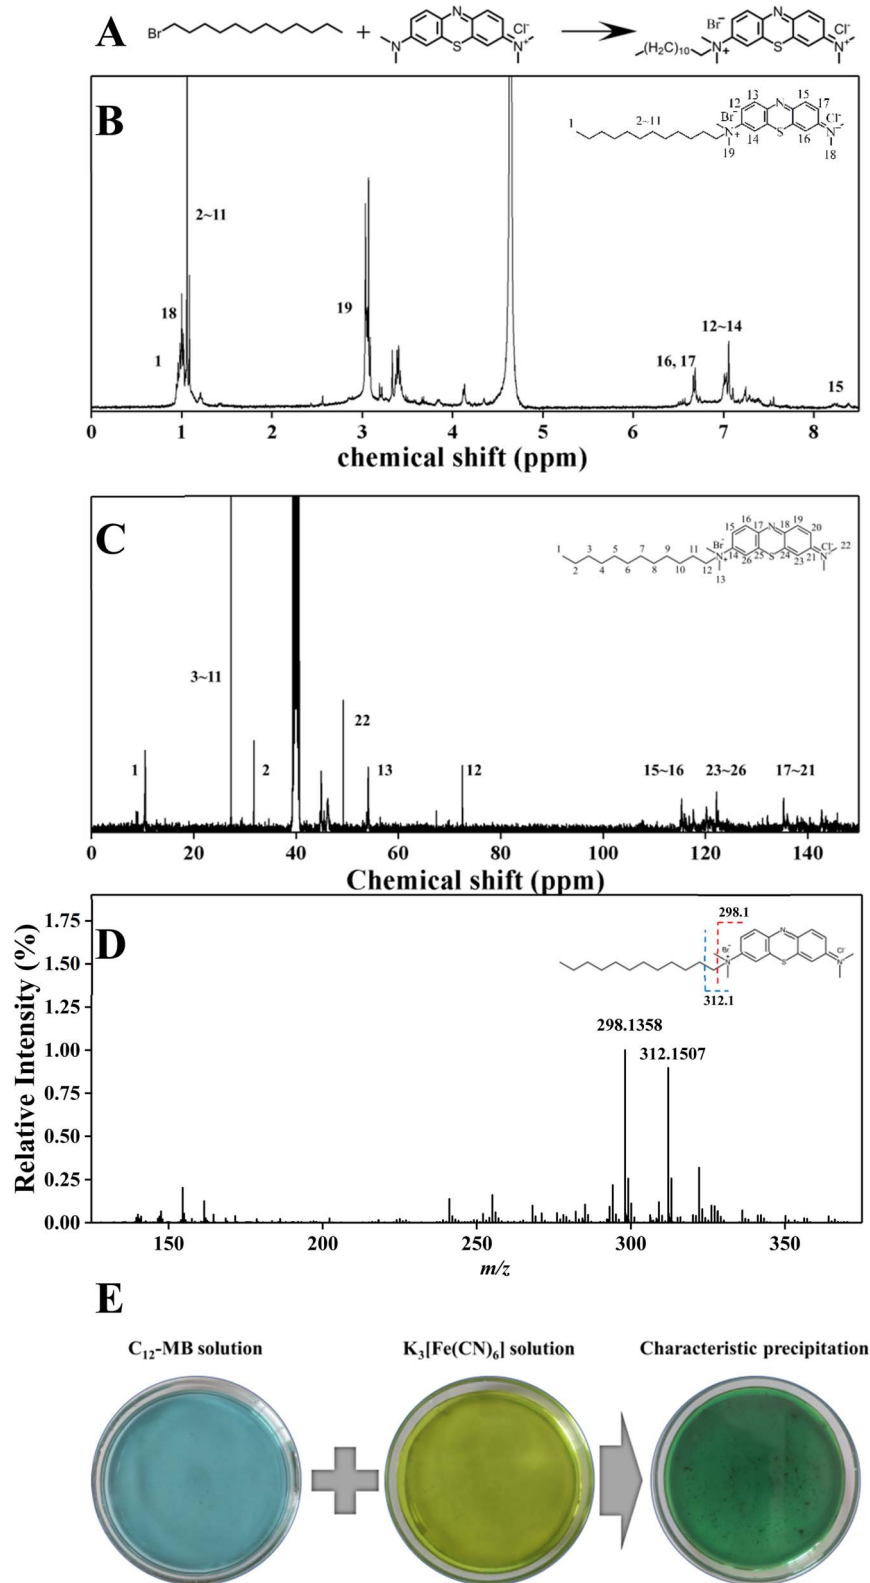 A
Br
N
N
S
N⁺
Cl⁻
Br⁻
(H₂C)₁₀
N⁺
N
S
N⁺
Cl⁻
B
2~11
18
1
19
12~14
16, 17
15
1
2~11
12
13
14
15
16
17
18
19
Br⁻
Cl⁻
N
N
S
N
0 1 2 3 4 5 6 7 8
chemical shift (ppm)
C
3~11
1
2
22
13
12
15~16
23~26
17~21
1 3 5 7 9 11
2 4 6 8 10 12
13
14
15
16
17
18
19
20
21
22
23
24
25
26
Br⁻
Cl⁻
N
N
S
N
0 20 40 60 80 100 120 140
Chemical shift (ppm)
Relative Intensity (%)
1.75
1.50
1.25
1.00
0.75
0.50
0.25
0.00
D
298.1
Br⁻
Cl⁻
N
N
S
N
312.1
298.1358
312.1507
150 200 250 300 350
m/z
E
C₁₂-MB solution
K₃[Fe(CN)₆] solution
Characteristic precipitation